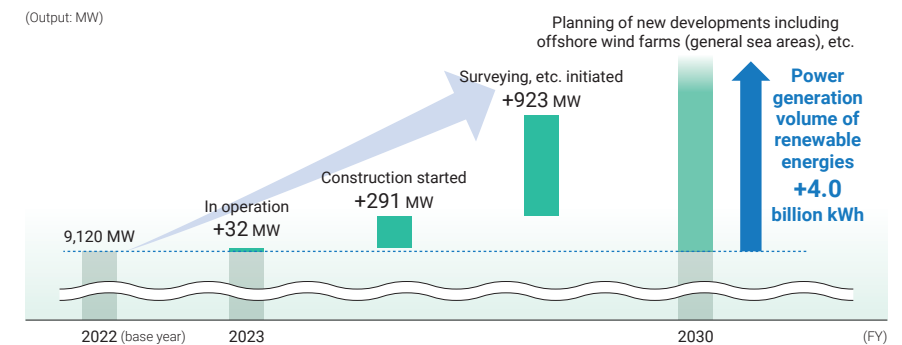 (Output: MW)
Planning of new developments including
offshore wind farms (general sea areas), etc.
Surveying, etc. initiated
+923 MW
Power
generation
volume of
renewable
energies
+4.0
billion kWh
Construction started
+291 MW
In operation
+32 MW
9,120 MW
2022 (base year)
2023
2030
(FY)